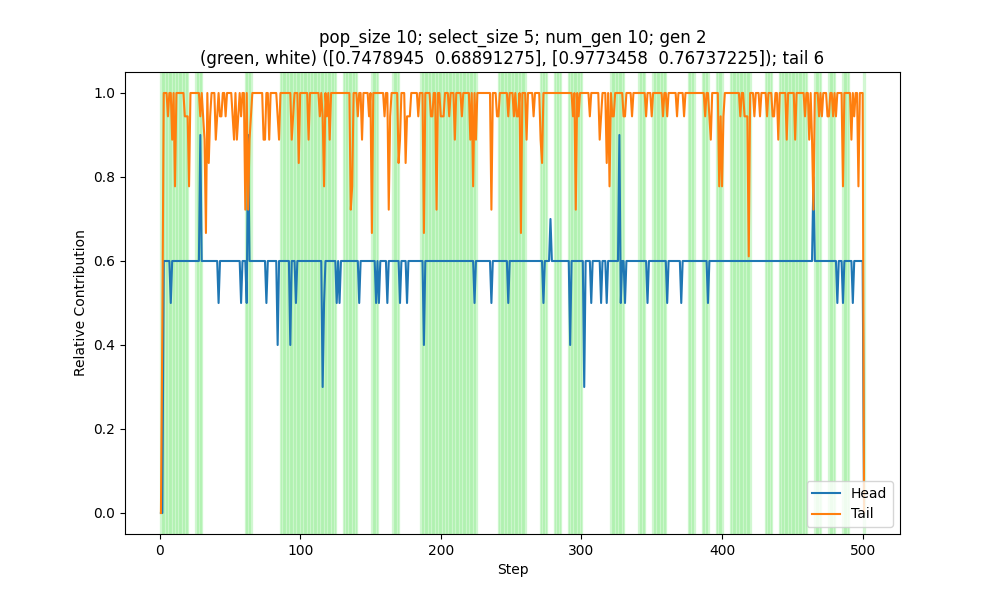 pop_size 10; select_size 5; num_gen 10; gen 2
(green, white) ([0.7478945  0.68891275], [0.9773458  0.76737225]); tail 6
1.0
0.8
0.6
0.4
0.2
0.0
Relative Contribution
Head
Tail
0
100
200
300
400
500
Step